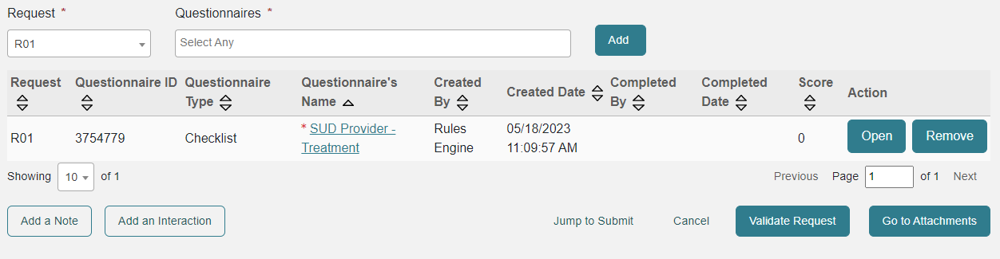 Request * Questionnaires *
R01 Select Any Add
Request Questionnaire ID Questionnaire Type Questionnaire's Name Created By Created Date Completed By Completed Date Score Action
R01 3754779 Checklist * SUD Provider - Treatment Rules Engine 05/18/2023 11:09:57 AM 0 Open Remove
Showing 10 of 1 Previous Page 1 of 1 Next
Add a Note Add an Interaction Jump to Submit Cancel Validate Request Go to Attachments